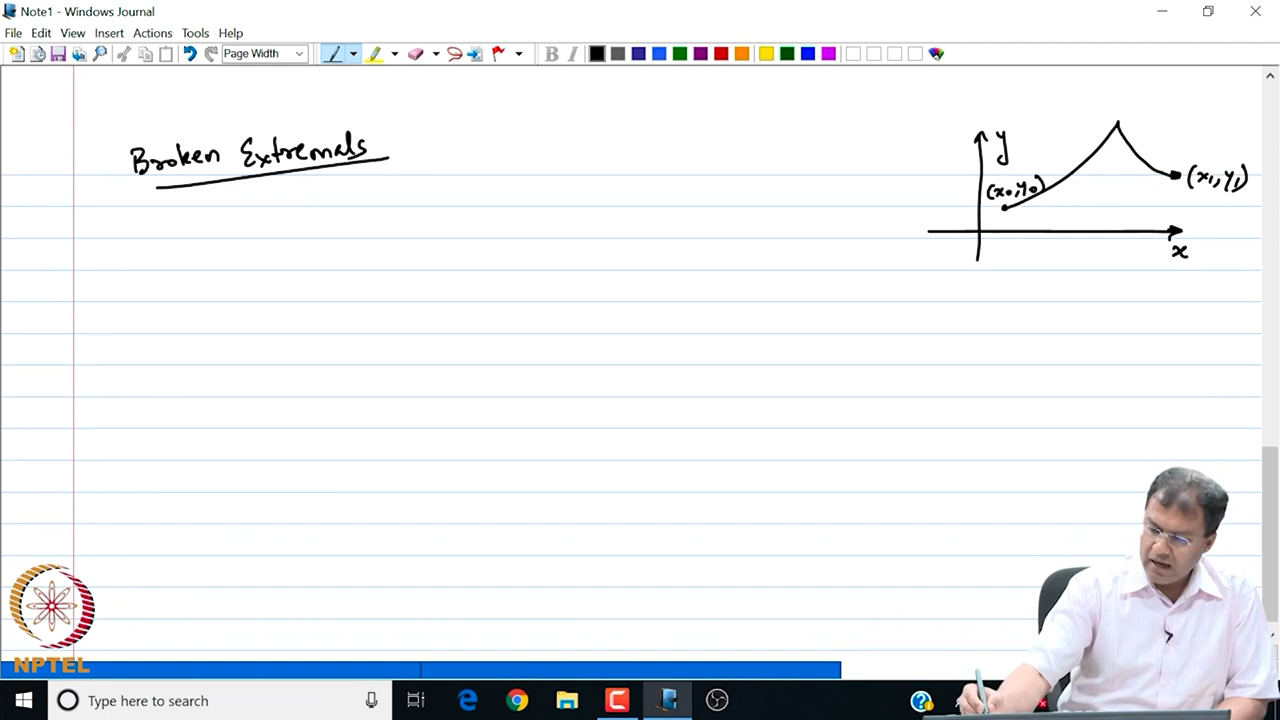 Note1 - Windows Journal
File Edit View Insert Actions Tools Help
Page Width
B I
Broken Extremals
y
(x₀,y₀)
(x₁,y₁)
x
NPTEL
Type here to search